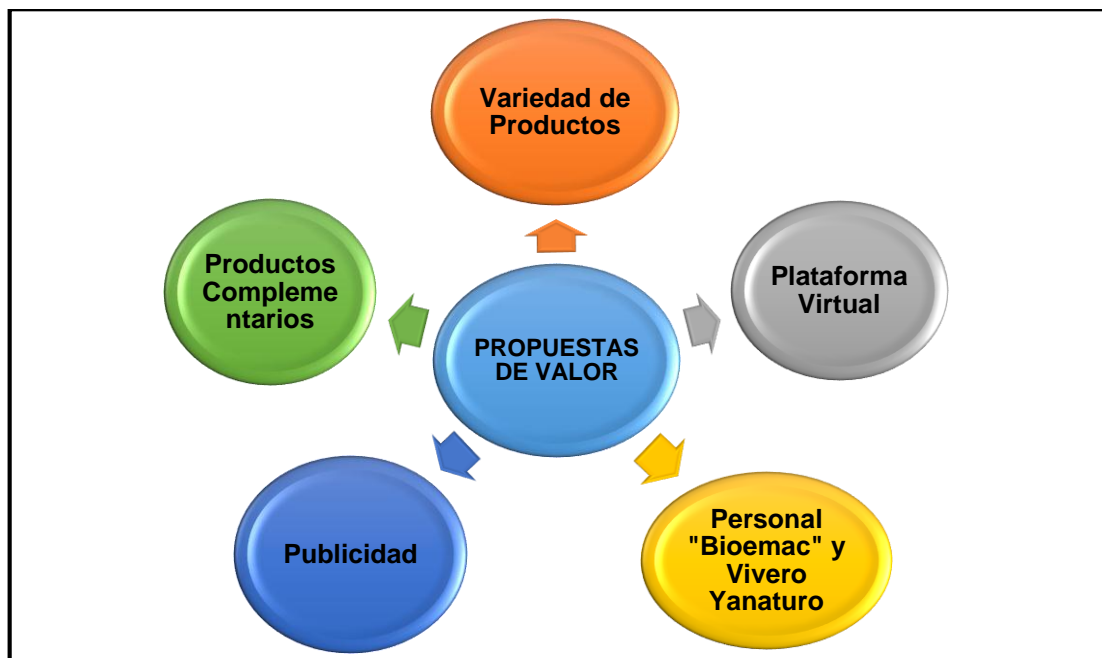 Variedad de
Productos
Productos
Compleme
ntarios
Plataforma
Virtual
PROPUESTAS
DE VALOR
Publicidad
Personal
"Bioemac" y
Vivero
Yanaturo